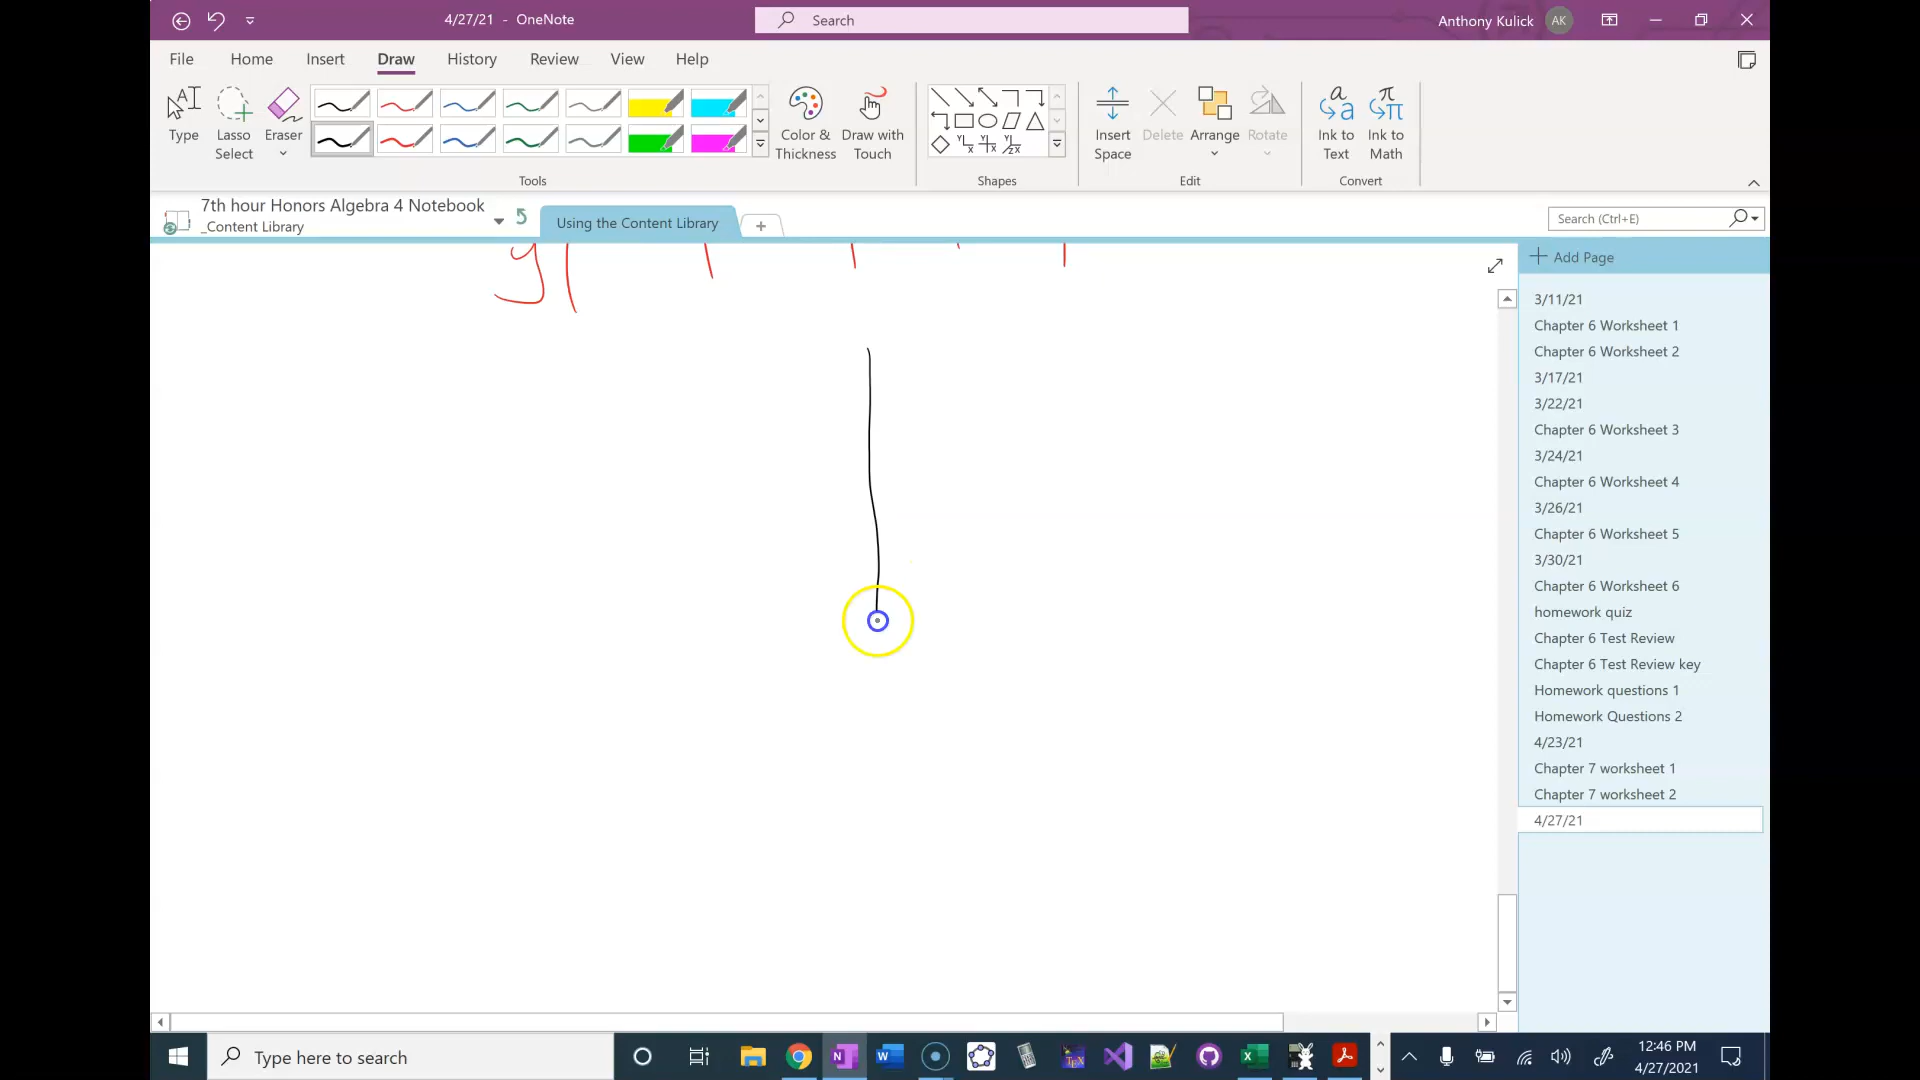 4/27/21 - OneNote
Search
Anthony Kulick
AK
File Home Insert Draw History Review View Help
Type
Lasso Select
Eraser
Color & Thickness
Draw with Touch
Insert Space
Delete
Arrange
Rotate
Ink to Text
Ink to Math
Tools
Shapes
Edit
Convert
7th hour Honors Algebra 4 Notebook
_Content Library
Using the Content Library
Search (Ctrl+E)
Add Page
3/11/21
Chapter 6 Worksheet 1
Chapter 6 Worksheet 2
3/17/21
3/22/21
Chapter 6 Worksheet 3
3/24/21
Chapter 6 Worksheet 4
3/26/21
Chapter 6 Worksheet 5
3/30/21
Chapter 6 Worksheet 6
homework quiz
Chapter 6 Test Review
Chapter 6 Test Review key
Homework questions 1
Homework Questions 2
4/23/21
Chapter 7 worksheet 1
Chapter 7 worksheet 2
4/27/21
Type here to search
12:46 PM
4/27/2021